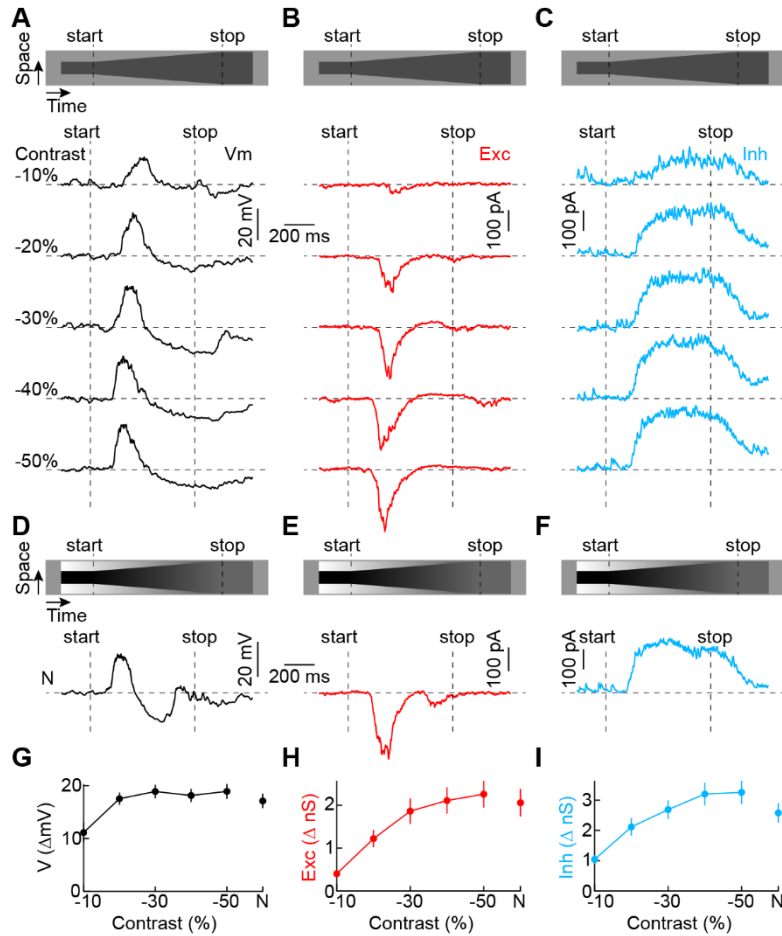 A
B
C
start
stop
start
stop
start
stop
Space
Time
start
stop
start
stop
start
stop
Contrast
Vm
Exc
Inh
-10%
20 mV
200 ms
100 pA
100 pA
-20%
-30%
-40%
-50%
D
E
F
start
stop
start
stop
start
stop
Space
Time
start
stop
start
stop
start
stop
N
20 mV
200 ms
100 pA
100 pA
G
H
I
V (ΔmV)
20
10
0
-10
-30
-50
N
Contrast (%)
Exc (Δ nS)
2
1
0
-10
-30
-50
N
Contrast (%)
Inh (Δ nS)
3
2
1
0
-10
-30
-50
N
Contrast (%)